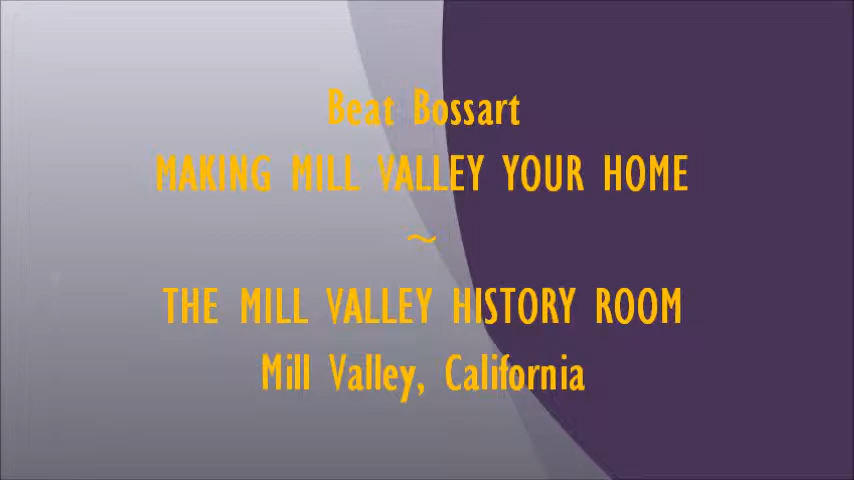 Beat Bossart
MAKING MILL VALLEY YOUR HOME
~
THE MILL VALLEY HISTORY ROOM
Mill Valley, California